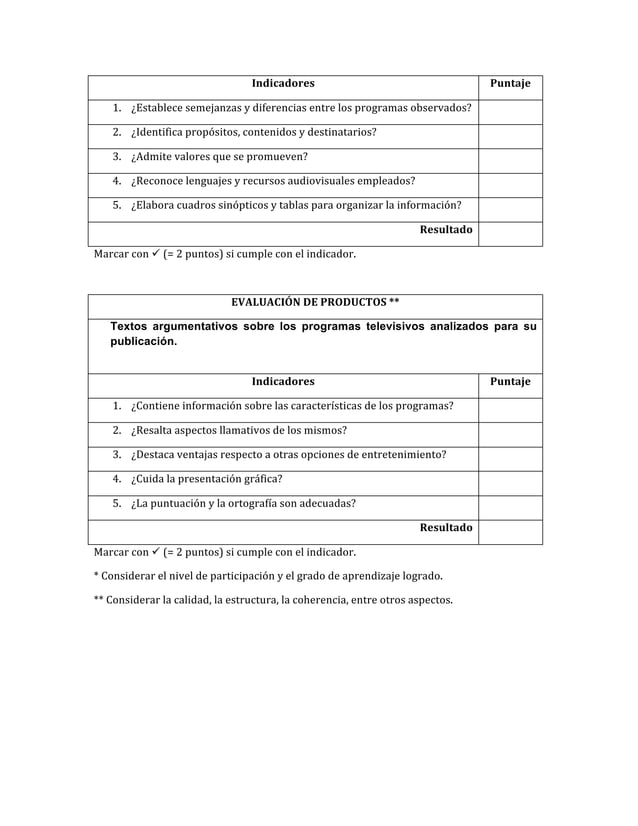 Indicadores Puntaje
1. ¿Establece semejanzas y diferencias entre los programas observados?
2. ¿Identifica propósitos, contenidos y destinatarios?
3. ¿Admite valores que se promueven?
4. ¿Reconoce lenguajes y recursos audiovisuales empleados?
5. ¿Elabora cuadros sinópticos y tablas para organizar la información?
Resultado
Marcar con ✓ (= 2 puntos) si cumple con el indicador.
EVALUACIÓN DE PRODUCTOS **
Textos argumentativos sobre los programas televisivos analizados para su
publicación.
Indicadores Puntaje
1. ¿Contiene información sobre las características de los programas?
2. ¿Resalta aspectos llamativos de los mismos?
3. ¿Destaca ventajas respecto a otras opciones de entretenimiento?
4. ¿Cuida la presentación gráfica?
5. ¿La puntuación y la ortografía son adecuadas?
Resultado
Marcar con ✓ (= 2 puntos) si cumple con el indicador.
* Considerar el nivel de participación y el grado de aprendizaje logrado.
** Considerar la calidad, la estructura, la coherencia, entre otros aspectos.